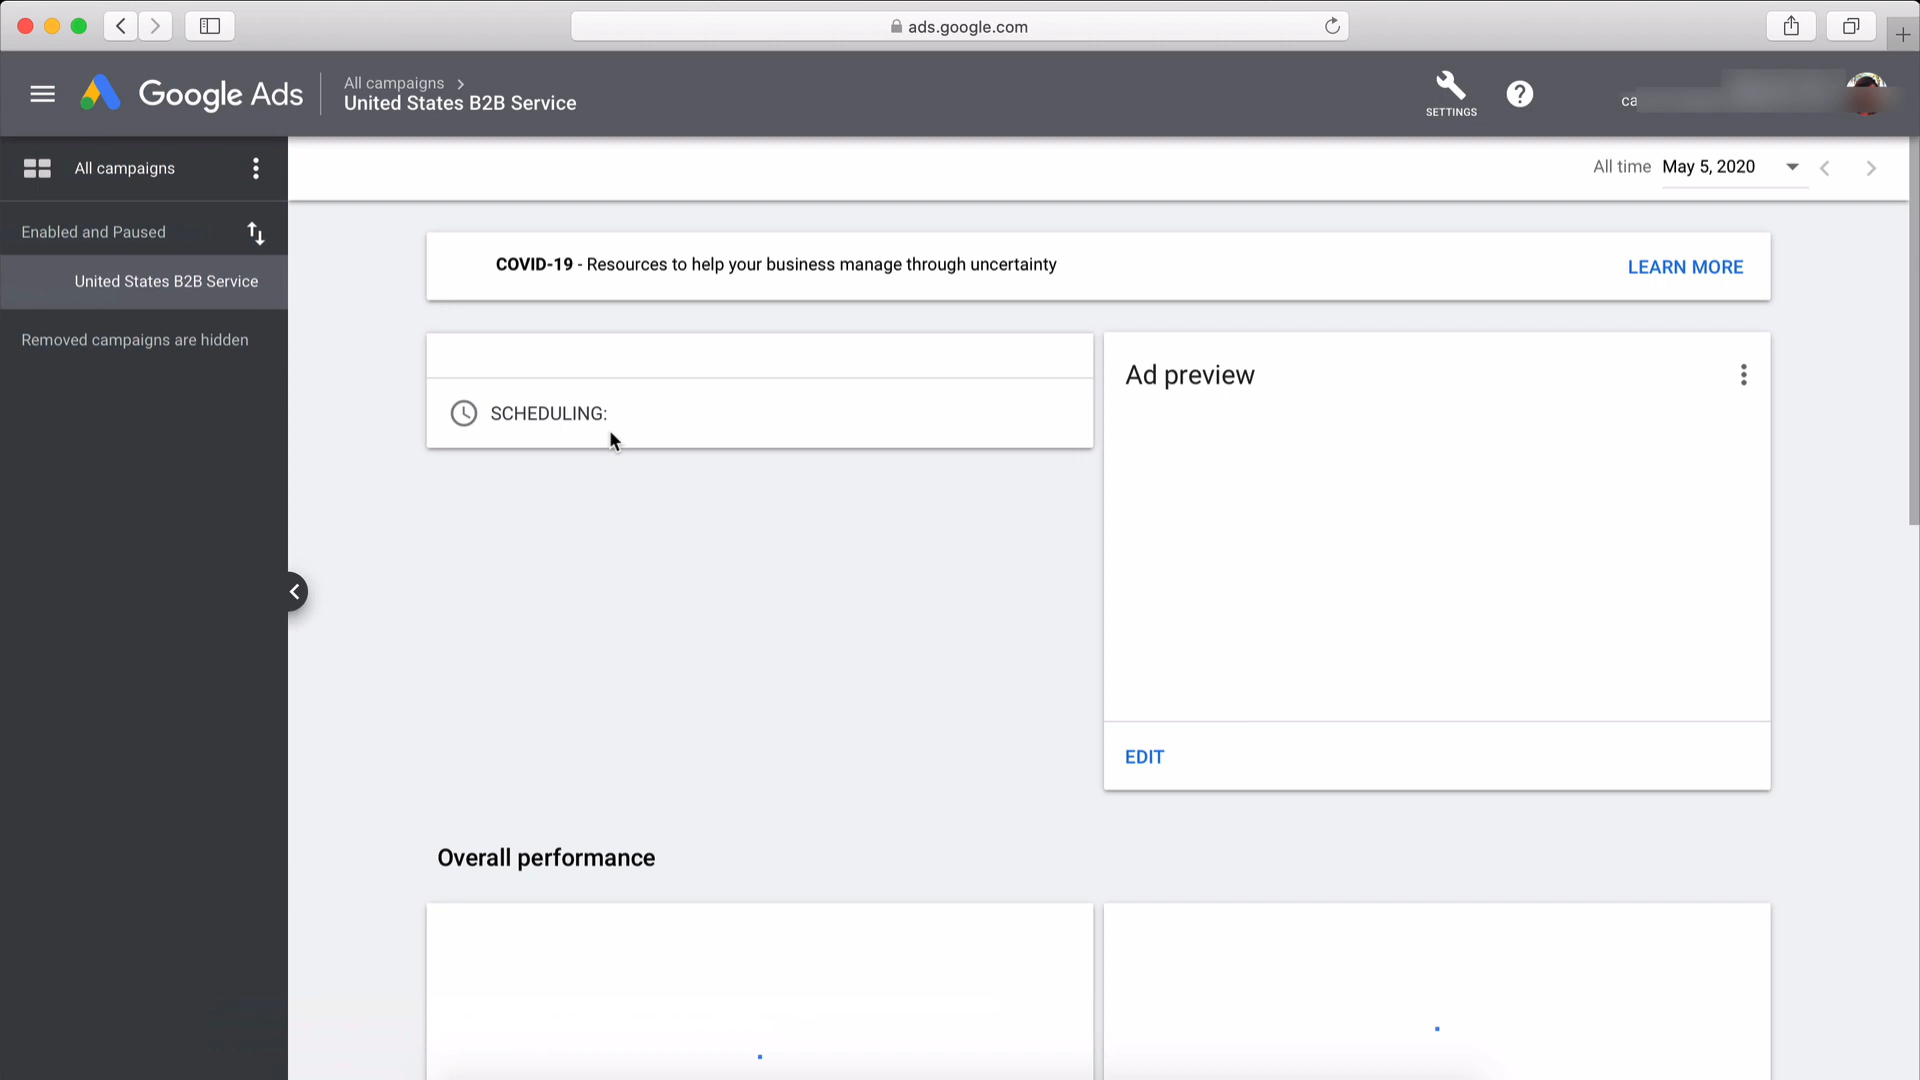 ads.google.com
Google Ads
All campaigns
United States B2B Service
SETTINGS
ca
All campaigns
Enabled and Paused
United States B2B Service
Removed campaigns are hidden
All time May 5, 2020
COVID-19 - Resources to help your business manage through uncertainty
LEARN MORE
SCHEDULING:
Ad preview
EDIT
Overall performance